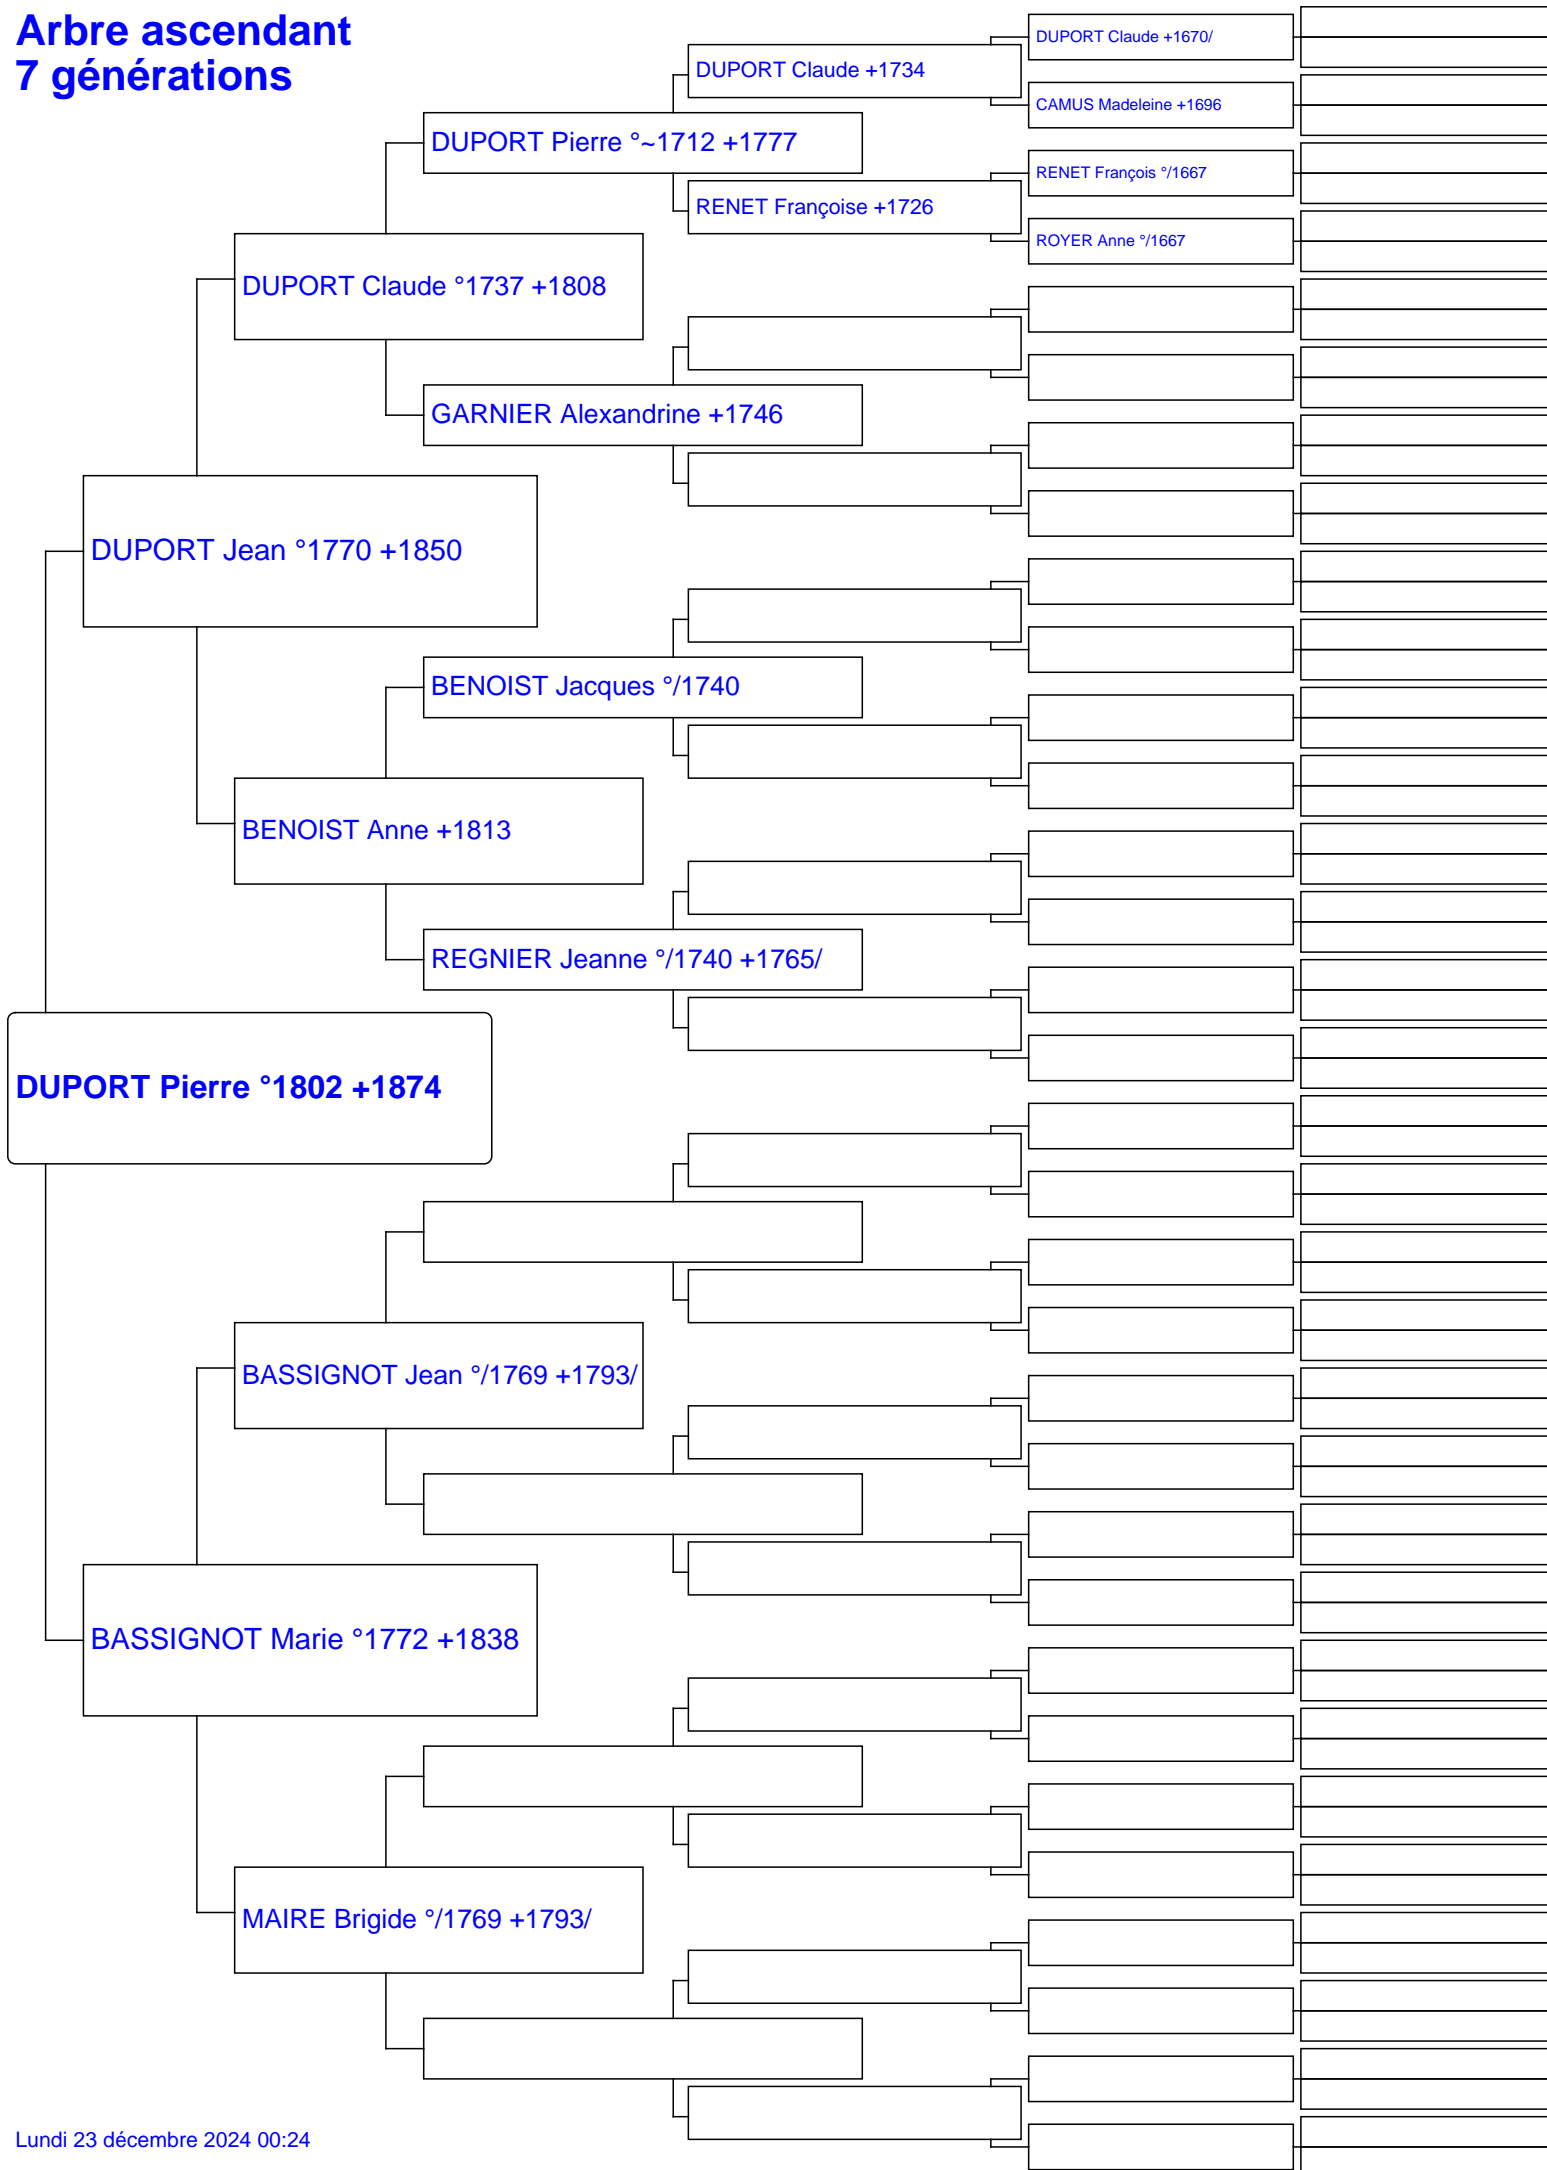 Arbre ascendant
7 générations
DUPORT Claude +1670/
DUPORT Claude +1734
CAMUS Madeleine +1696
DUPORT Pierre °~1712 +1777
RENET François °/1667
RENET Françoise +1726
ROYER Anne °/1667
DUPORT Claude °1737 +1808
GARNIER Alexandrine +1746
DUPORT Jean °1770 +1850
BENOIST Jacques °/1740
BENOIST Anne +1813
REGNIER Jeanne °/1740 +1765/
DUPORT Pierre °1802 +1874
BASSIGNOT Jean °/1769 +1793/
BASSIGNOT Marie °1772 +1838
MAIRE Brigide °/1769 +1793/
Lundi 23 décembre 2024 00:24